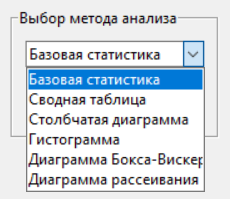 Выбор метода анализа
Базовая статистика
Базовая статистика
Сводная таблица
Столбчатая диаграмма
Гистограмма
Диаграмма Бокса-Вискер
Диаграмма рассеивания